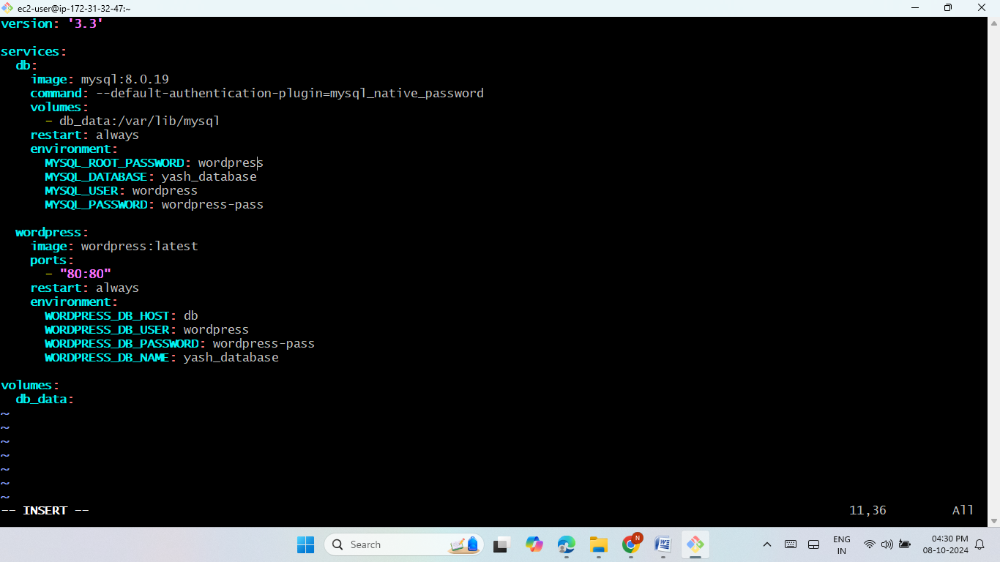 ec2-user@ip-172-31-32-47:~
version: '3.3'
services:
  db:
    image: mysql:8.0.19
    command: --default-authentication-plugin=mysql_native_password
    volumes:
      - db_data:/var/lib/mysql
    restart: always
    environment:
      MYSQL_ROOT_PASSWORD: wordpress
      MYSQL_DATABASE: yash_database
      MYSQL_USER: wordpress
      MYSQL_PASSWORD: wordpress-pass
  wordpress:
    image: wordpress:latest
    ports:
      - "80:80"
    restart: always
    environment:
      WORDPRESS_DB_HOST: db
      WORDPRESS_DB_USER: wordpress
      WORDPRESS_DB_PASSWORD: wordpress-pass
      WORDPRESS_DB_NAME: yash_database
volumes:
  db_data:
~
~
~
~
~
~
~
-- INSERT -- 11,36 All
Search N ENG 04:30 PM
IN 08-10-2024